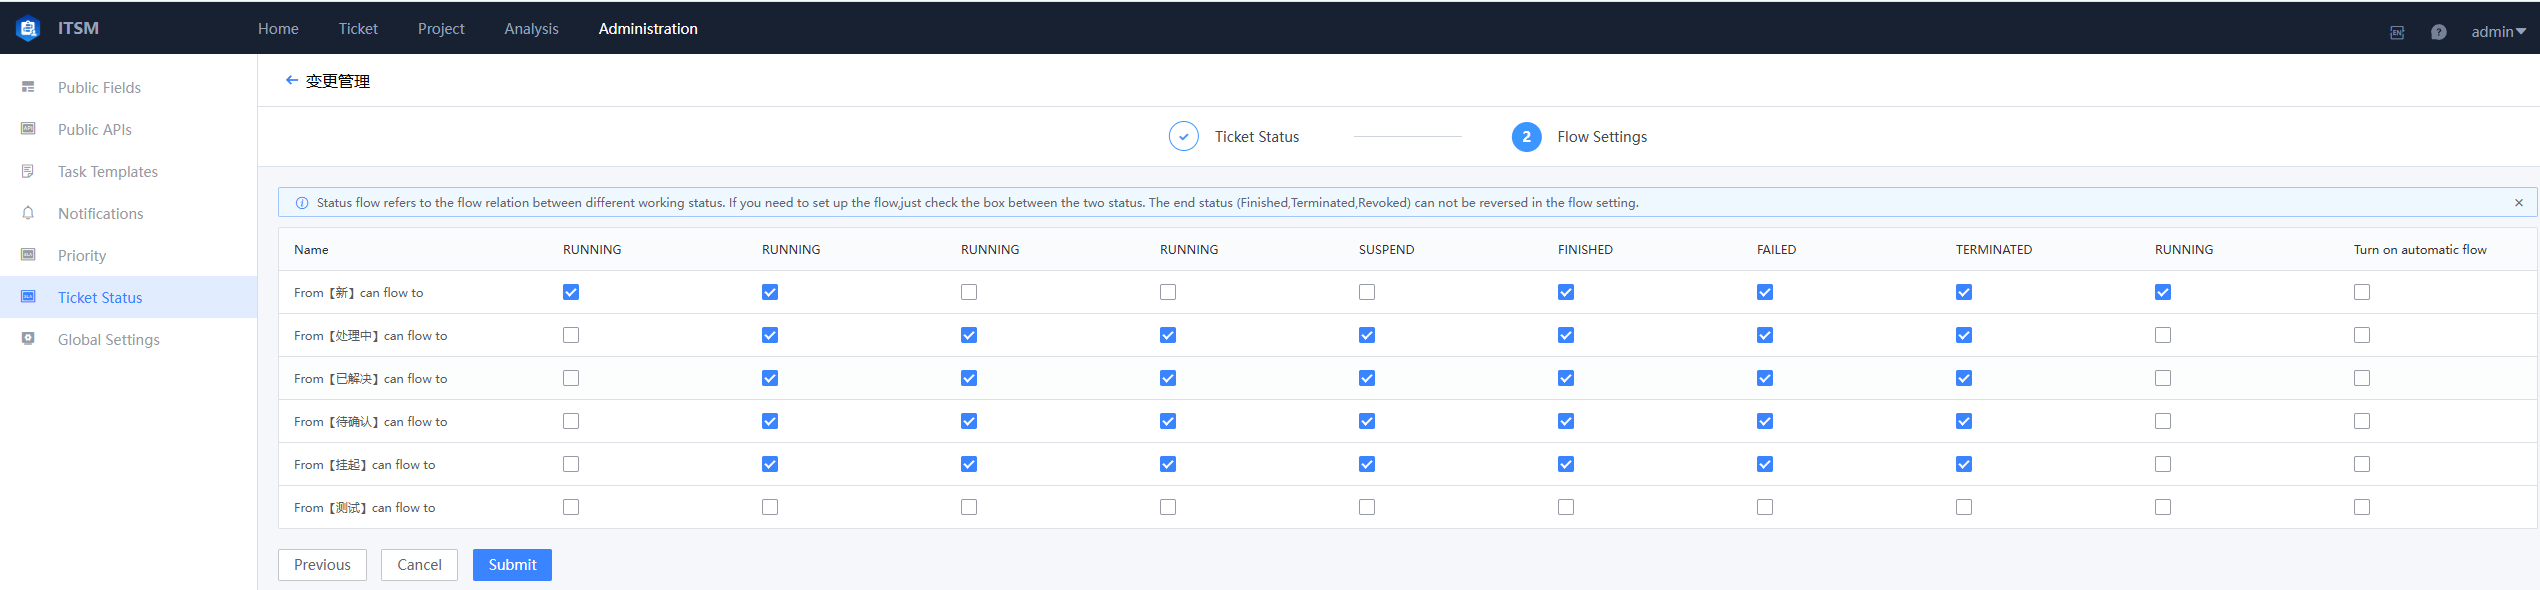 ITSM Home Ticket Project Analysis Administration EN ? admin
Public Fields
Public APIs
Task Templates
Notifications
Priority
Ticket Status
Global Settings
变更管理
Ticket Status 2 Flow Settings
Status flow refers to the flow relation between different working status. If you need to set up the flow,just check the box between the two status. The end status (Finished,Terminated,Revoked) can not be reversed in the flow setting.
Name RUNNING RUNNING RUNNING RUNNING SUSPEND FINISHED FAILED TERMINATED RUNNING Turn on automatic flow
From【新】can flow to
From【处理中】can flow to
From【已解决】can flow to
From【待确认】can flow to
From【挂起】can flow to
From【测试】can flow to
Previous Cancel Submit